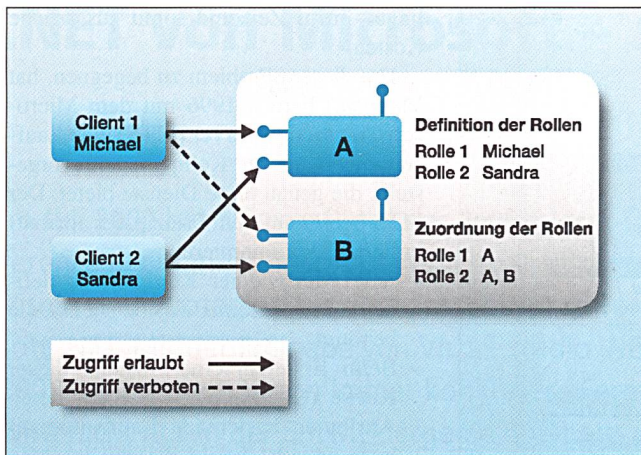 Client 1
Michael
Client 2
Sandra
A
B
Definition der Rollen
Rolle 1 Michael
Rolle 2 Sandra
Zuordnung der Rollen
Rolle 1 A
Rolle 2 A, B
Zugriff erlaubt
Zugriff verboten